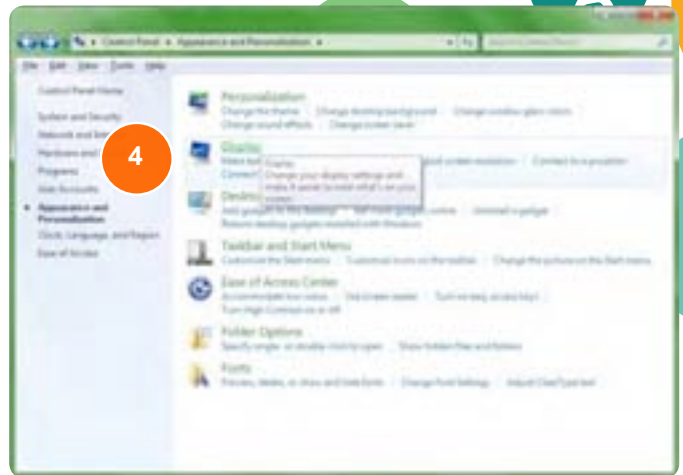 Control Panel ▸ Appearance and Personalization ▸
File Edit View Tools Help
Control Panel Home
System and Security
Network and
Hardware and
Programs
User Accounts
Appearance and
Personalization
Clock, Language, and Region
Ease of Access
4
Personalization
Change the theme Change desktop background Change window glass colors
Change sound effects Change screen saver
Display
screen resolution Connect to a projector
Connect
Display
Change your display settings and
make it easier to read what's on your
screen.
Desktop
Add gadgets to the desktop Get more gadgets online Uninstall a gadget
Restore desktop gadgets installed with Windows
Taskbar and Start Menu
Customize the Start menu Customize icons on the taskbar Change the picture on the Start menu
Ease of Access Center
Accommodate low vision Use screen reader Turn on easy access keys
Turn High Contrast on or off
Folder Options
Specify single- or double-click to open Show hidden files and folders
Fonts
Preview, delete, or show and hide fonts Change Font Settings Adjust ClearType text